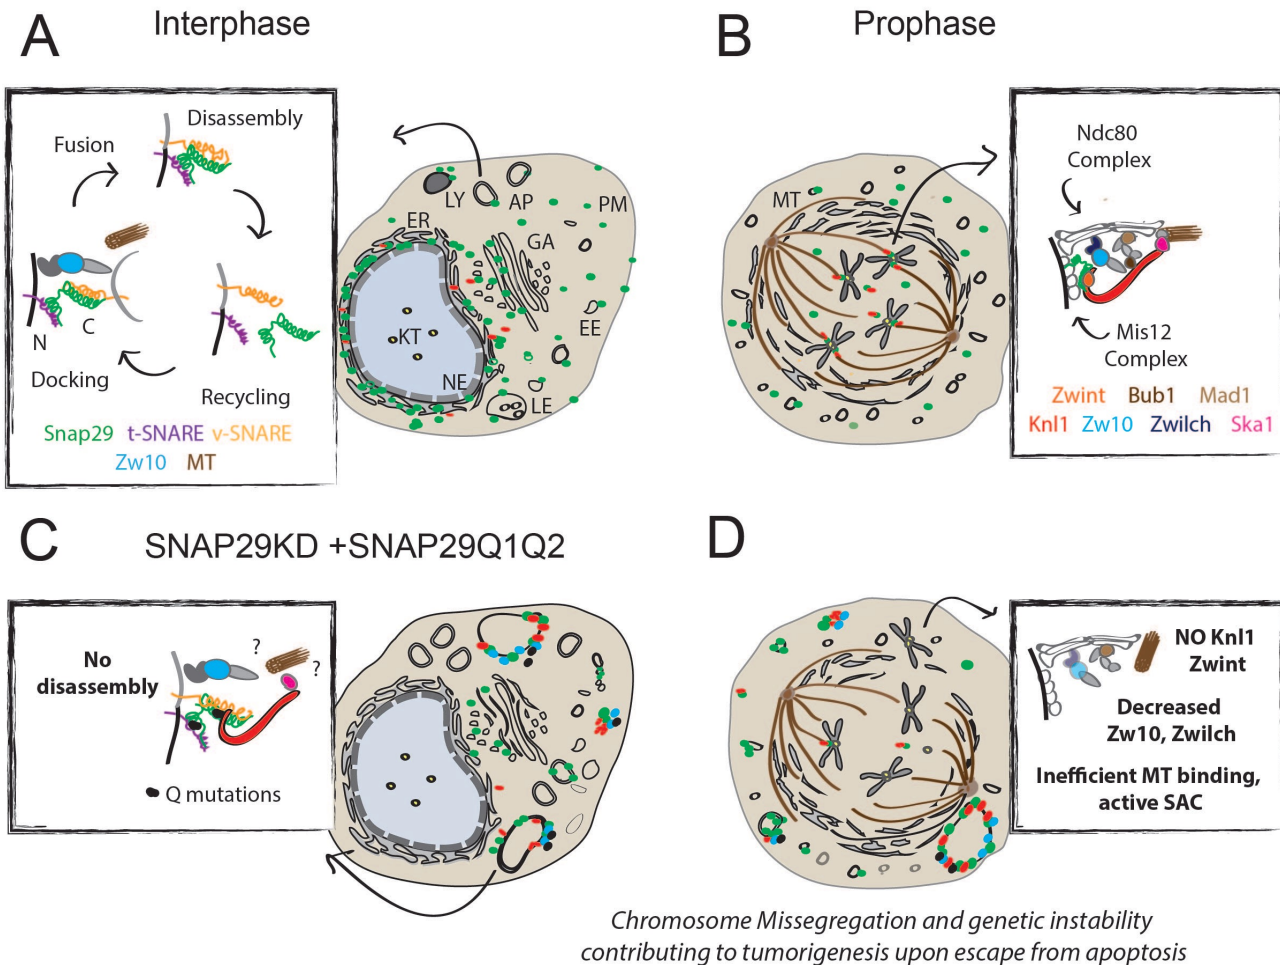 A
Interphase
Disassembly
Fusion
N
C
Docking
Recycling
Snap29 t-SNARE v-SNARE
Zw10 MT
LY
AP
PM
ER
GA
EE
KT
NE
LE
B
Prophase
MT
Ndc80
Complex
Mis12
Complex
Zwint Bub1 Mad1
Knl1 Zw10 Zwilch Ska1
C
SNAP29KD +SNAP29Q1Q2
No
disassembly
?
?
Q mutations
D
NO Knl1
Zwint
Decreased
Zw10, Zwilch
Inefficient MT binding,
active SAC
Chromosome Missegregation and genetic instability
contributing to tumorigenesis upon escape from apoptosis